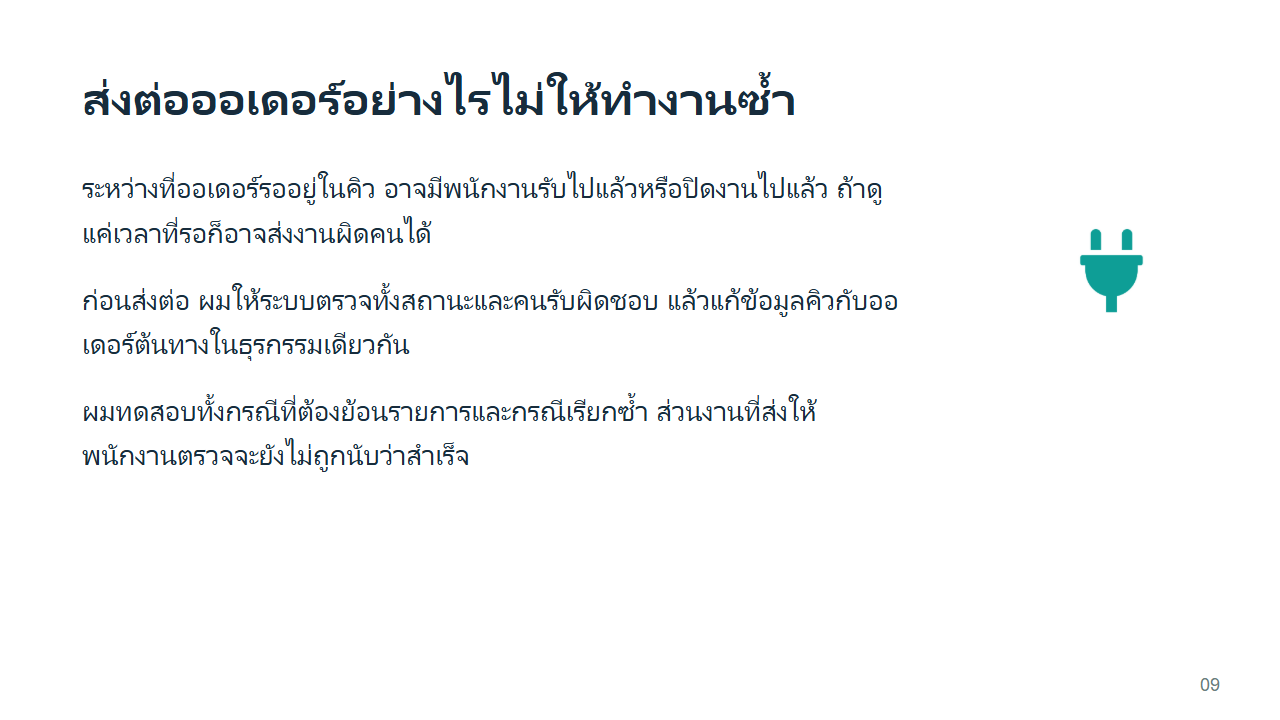 ส่งต่อออเดอร์อย่างไรไม่ให้ทำงานซ้ำ
ระหว่างที่ออเดอร์รออยู่ในคิว อาจมีพนักงานรับไปแล้วหรือปิดงานไปแล้ว ถ้าดู
แค่เวลาที่รอก็อาจส่งงานผิดคนได้
ก่อนส่งต่อ ผมให้ระบบตรวจทั้งสถานะและคนรับผิดชอบ แล้วแก้ข้อมูลคิวกับออ
เดอร์ต้นทางในธุรกรรมเดียวกัน
ผมทดสอบทั้งกรณีที่ต้องย้อนรายการและกรณีเรียกซ้ำ ส่วนงานที่ส่งให้
พนักงานตรวจจะยังไม่ถูกนับว่าสำเร็จ
09